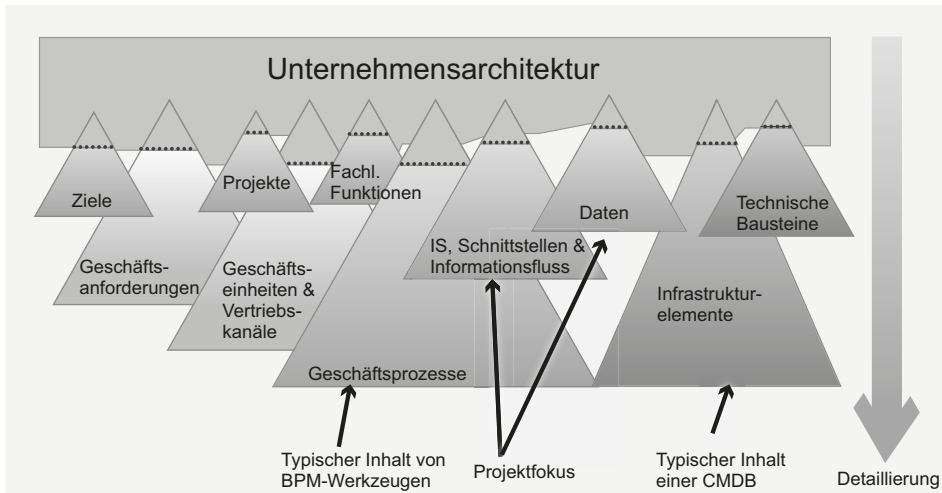 Unternehmensarchitektur
Ziele
Geschäfts-
anforderungen
Projekte
Geschäfts-
einheiten &
Vertriebs-
kanäle
Fachl.
Funktionen
Geschäftsprozesse
IS, Schnittstellen &
Informationsfluss
Daten
Infrastruktur-
elemente
Technische
Bausteine
Typischer Inhalt von
BPM-Werkzeugen
Projektfokus
Typischer Inhalt
einer CMDB
Detaillierung